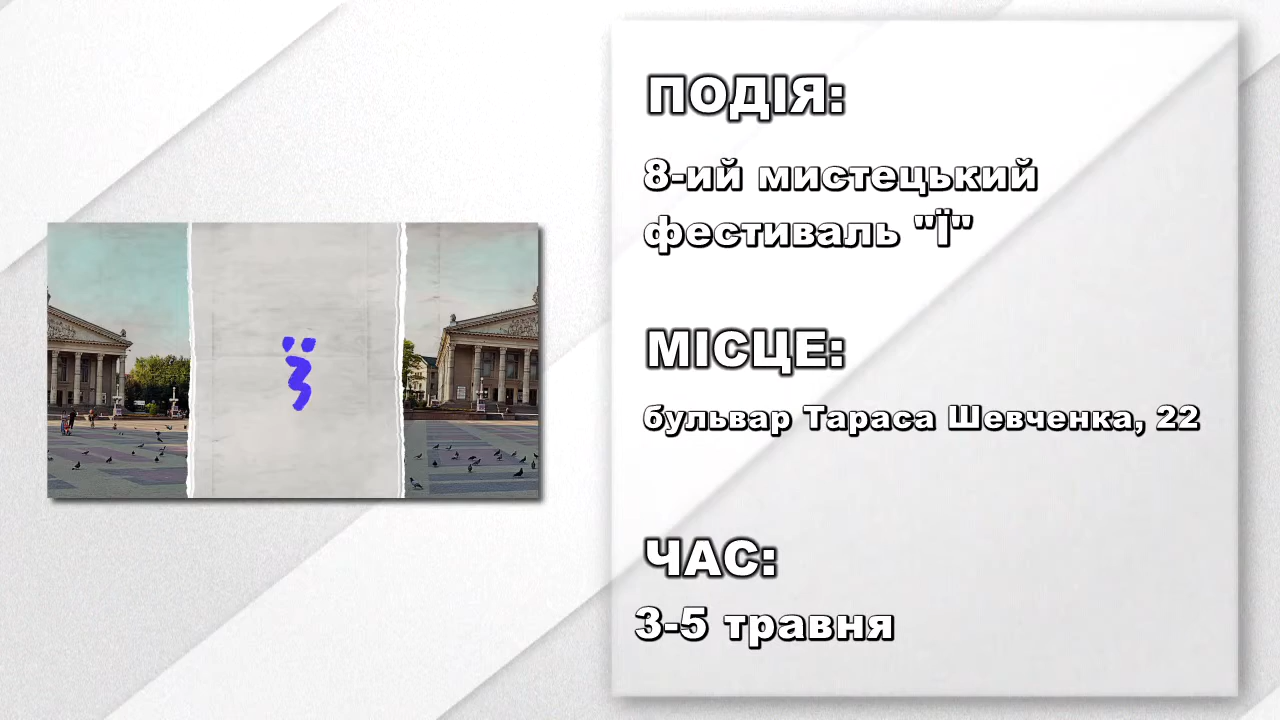 ПОДІЯ:
8-ий мистецький
фестиваль "Ї"
МІСЦЕ:
бульвар Тараса Шевченка, 22
ЧАС:
3-5 травня
ї